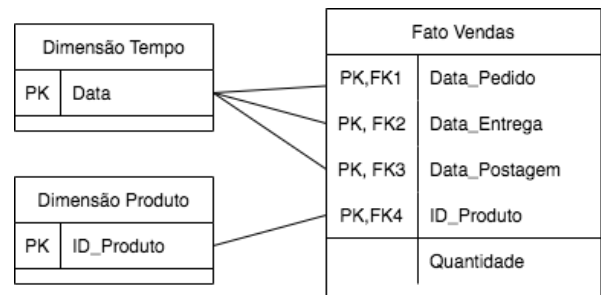 Dimensão Tempo
PK Data
Dimensão Produto
PK ID_Produto
Fato Vendas
PK,FK1 Data_Pedido
PK, FK2 Data_Entrega
PK, FK3 Data_Postagem
PK,FK4 ID_Produto
Quantidade